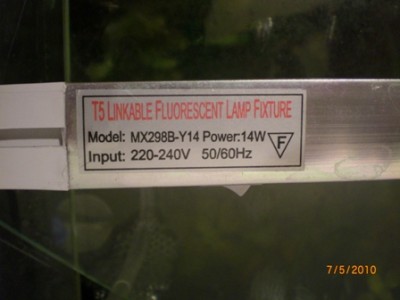 T5 LINKABLE FLUORESCENT LAMP FIXTURE
Model: MX298B-Y14 Power:14W
F
Input: 220-240V 50/60Hz
7/5/2010